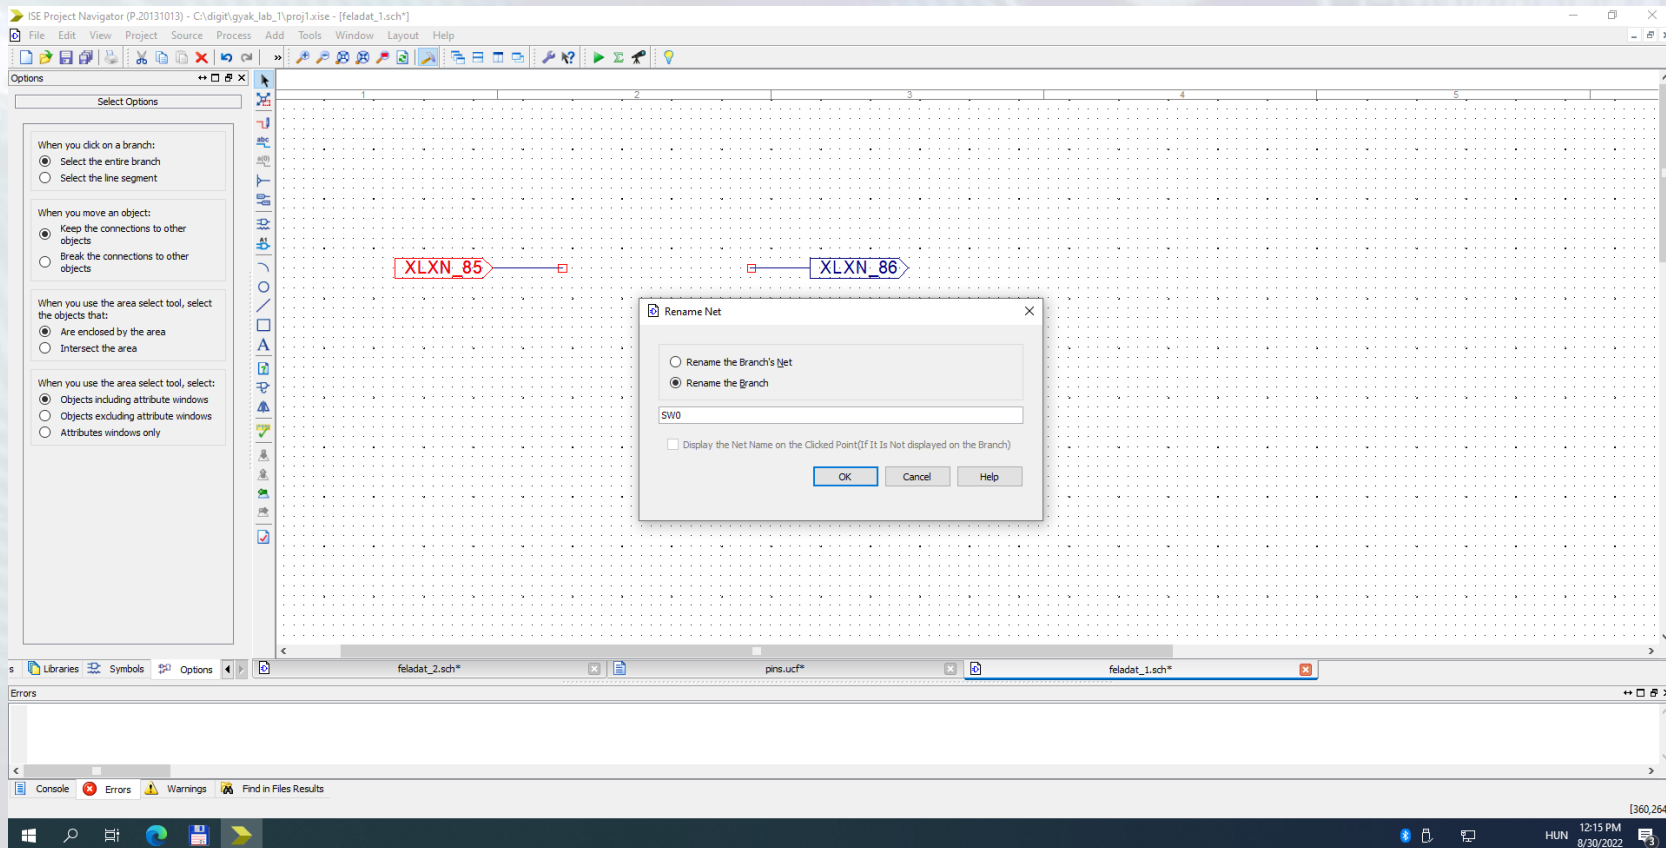 ISE Project Navigator (P.20131013) - C:\digit\gyak_lab_1\proj1.xise - [feladat_1.sch*]
File Edit View Project Source Process Add Tools Window Layout Help
Options
Select Options
When you click on a branch:
Select the entire branch
Select the line segment
When you move an object:
Keep the connections to other
objects
Break the connections to other
objects
When you use the area select tool, select
the objects that:
Are enclosed by the area
Intersect the area
When you use the area select tool, select:
Objects including attribute windows
Objects excluding attribute windows
Attributes windows only
abc
a(0)
A1
A
1 2 3 4 5
XLXN_85
XLXN_86
Rename Net
Rename the Branch's Net
Rename the Branch
SW0
Display the Net Name on the Clicked Point(If It Is Not displayed on the Branch)
OK Cancel Help
s Libraries Symbols Options
feladat_2.sch* pins.ucf* feladat_1.sch*
Errors
Console Errors Warnings Find in Files Results
[360,264
HUN
12:15 PM
8/30/2022
3